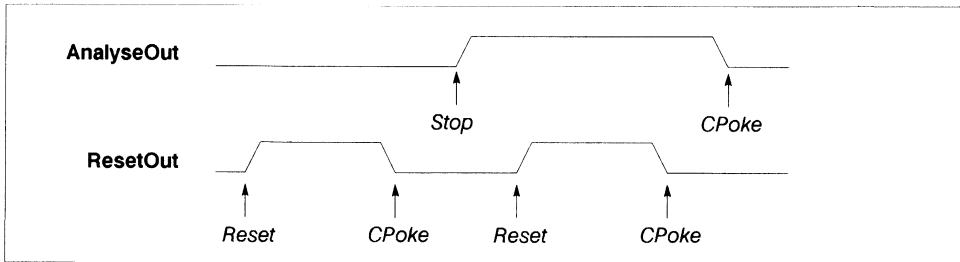 AnalyseOut
Stop CPoke
ResetOut
Reset CPoke Reset CPoke